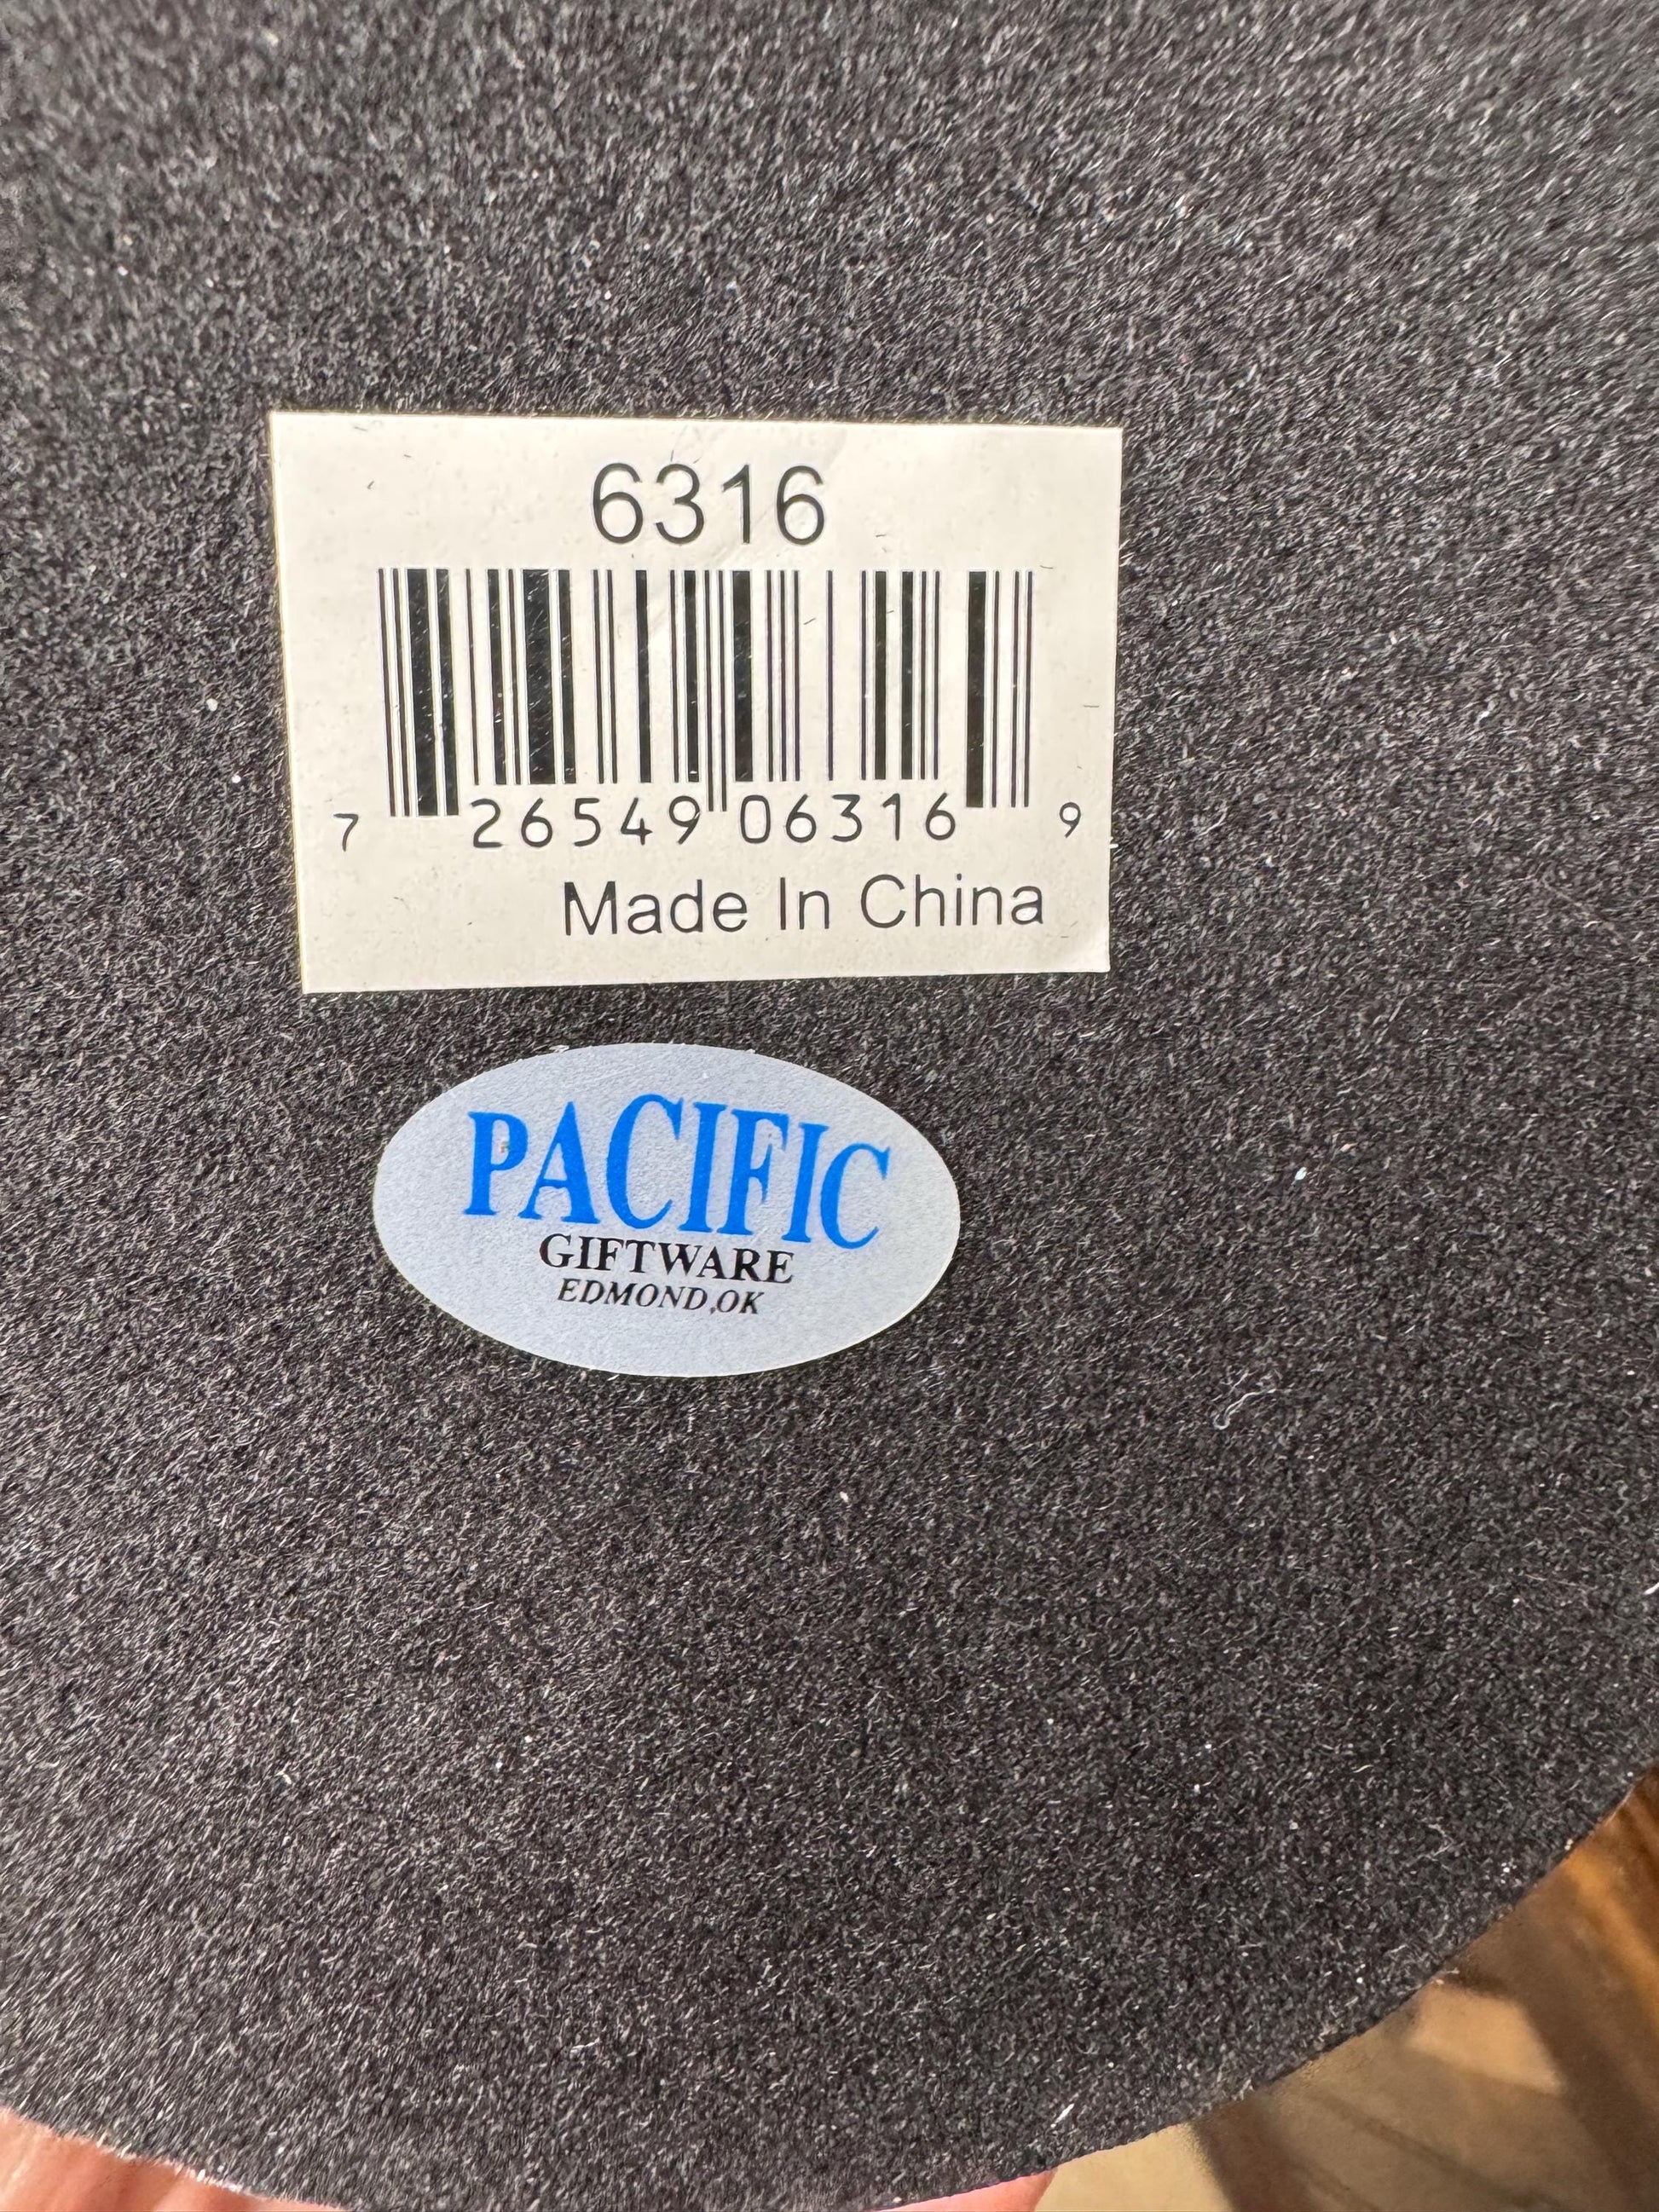 6316
7 26549 06316 9
Made In China
PACIFIC
GIFTWARE
EDMOND,OK